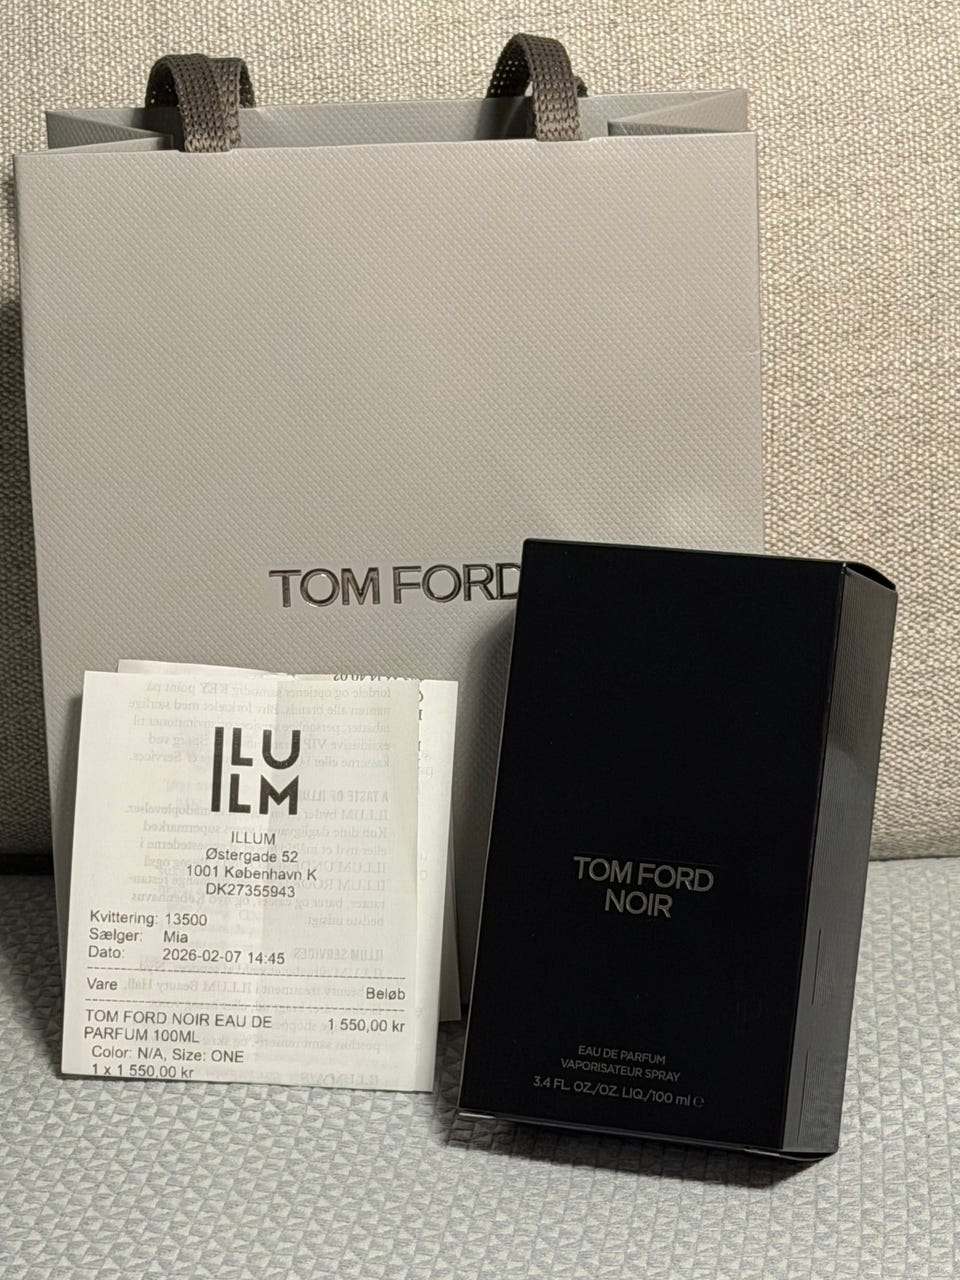 TOM FORD
ILLUM
ILLUM
Østergade 52
1001 København K
DK27355943
Kvittering: 13500
Sælger: Mia
Dato: 2026-02-07 14:45
Vare Beløb
TOM FORD NOIR EAU DE 1 550,00 kr
PARFUM 100ML
Color: N/A, Size: ONE
1 x 1 550,00 kr
TOM FORD
NOIR
EAU DE PARFUM
VAPORISATEUR SPRAY
3.4 FL. OZ./OZ. LIQ./100 ml ℮